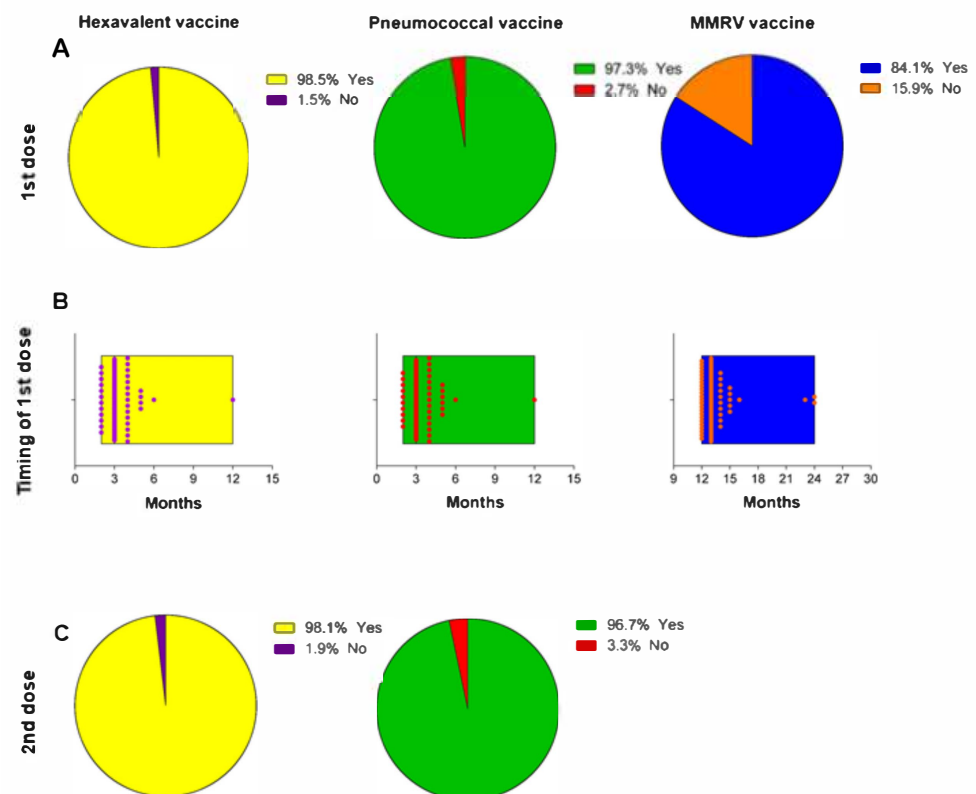 Hexavalent vaccine
Pneumococcal vaccine
MMRV vaccine
A
1st dose
98.5% Yes
1.5% No
97.3% Yes
2.7% No
84.1% Yes
15.9% No
B
Timing of 1st dose
0 3 6 9 12 15
Months
0 3 6 9 12 15
Months
9 12 15 18 21 24 27 30
Months
C
2nd dose
98.1% Yes
1.9% No
96.7% Yes
3.3% No